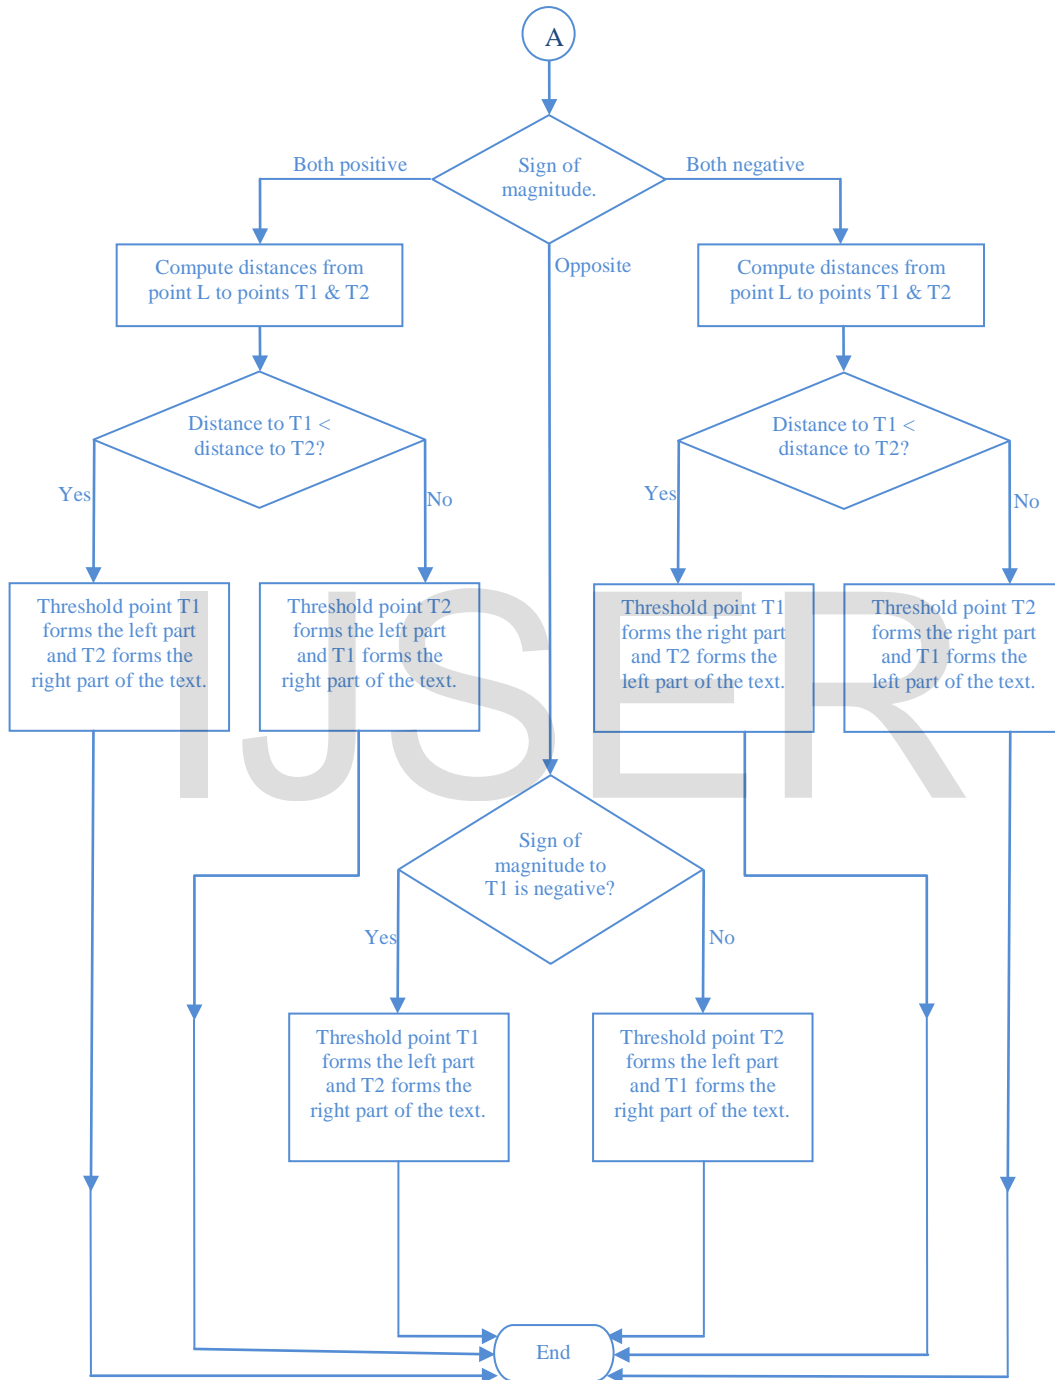 A
Sign of
magnitude.
Both positive
Both negative
Opposite
Compute distances from
point L to points T1 & T2
Compute distances from
point L to points T1 & T2
Distance to T1 <
distance to T2?
Distance to T1 <
distance to T2?
Yes
No
Yes
No
Threshold point T1
forms the left part
and T2 forms the
right part of the text.
Threshold point T2
forms the left part
and T1 forms the
right part of the text.
Threshold point T1
forms the right part
and T2 forms the
left part of the text.
Threshold point T2
forms the right part
and T1 forms the
left part of the text.
IJSER
Sign of
magnitude to
T1 is negative?
Yes
No
Threshold point T1
forms the left part
and T2 forms the
right part of the text.
Threshold point T2
forms the left part
and T1 forms the
right part of the text.
End